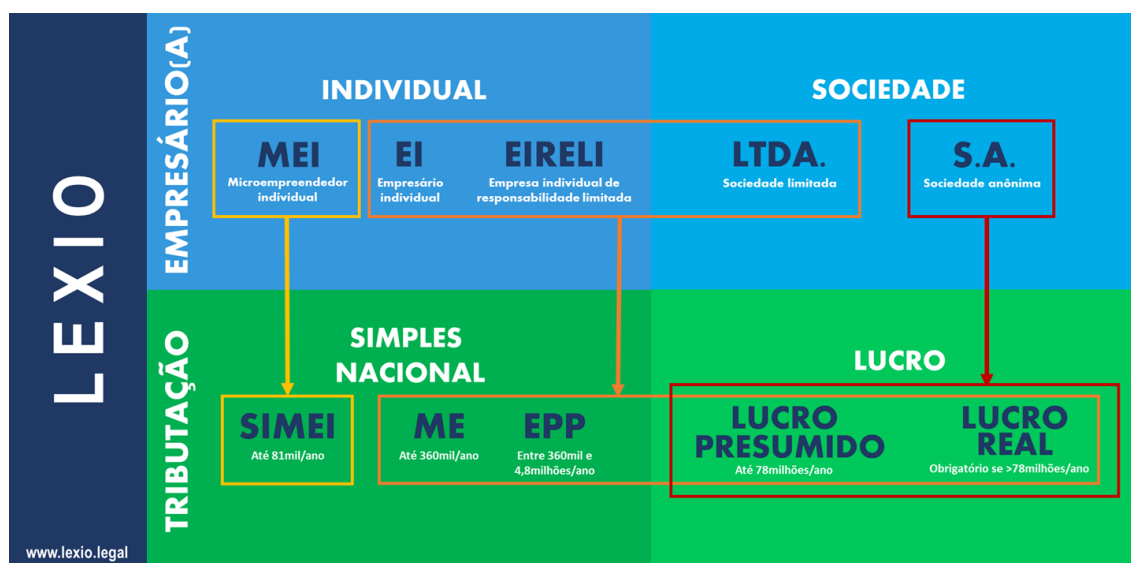 LEXIO
www.lexio.legal
EMPRESÁRIO(A)
INDIVIDUAL
SOCIEDADE
MEI
Microempreendedor
individual
EI
Empresário
individual
EIRELI
Empresa individual de
responsabilidade limitada
LTDA.
Sociedade limitada
S.A.
Sociedade anônima
TRIBUTAÇÃO
SIMPLES
NACIONAL
LUCRO
SIMEI
Até 81mil/ano
ME
Até 360mil/ano
EPP
Entre 360mil e
4,8milhões/ano
LUCRO
PRESUMIDO
Até 78milhões/ano
LUCRO
REAL
Obrigatório se >78milhões/ano